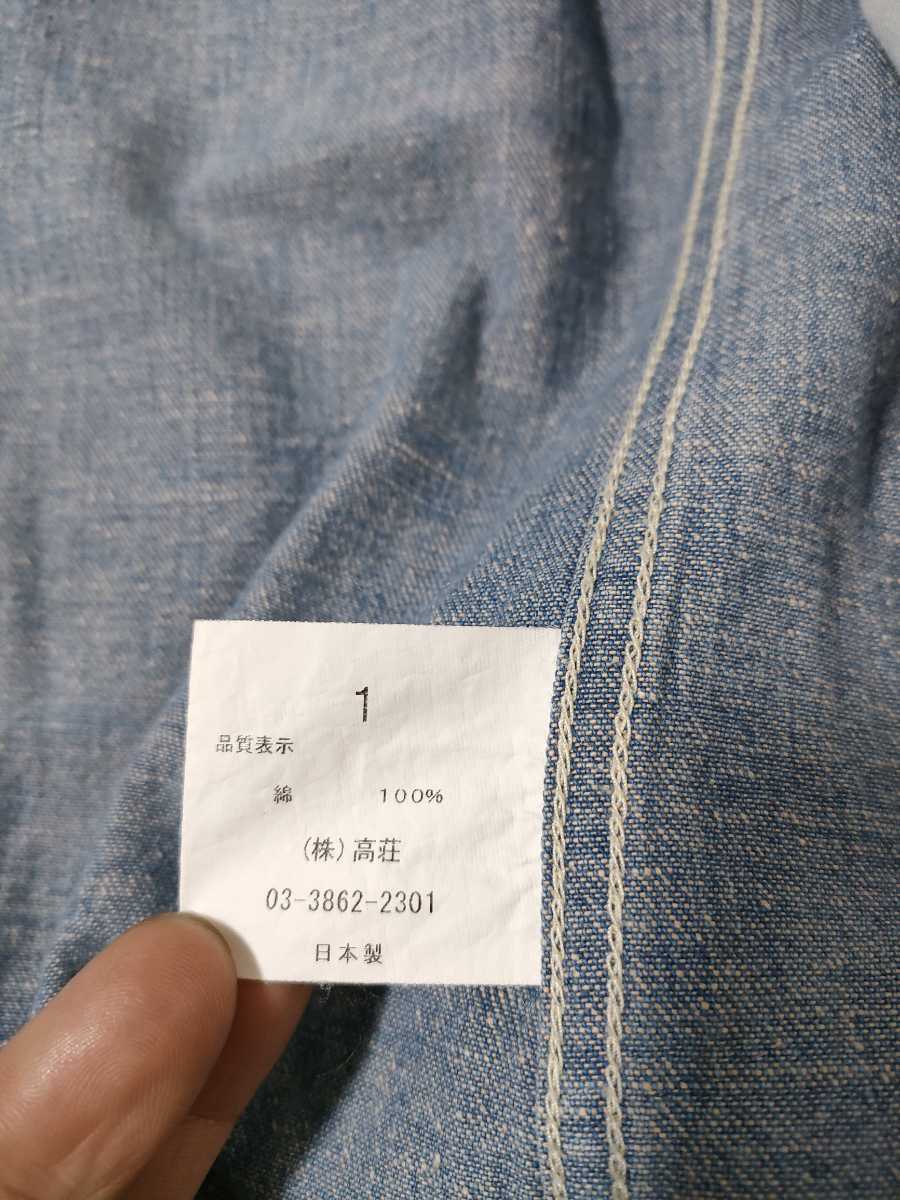 1
品質表示
綿 100%
(株)高荘
03-3862-2301
日本製